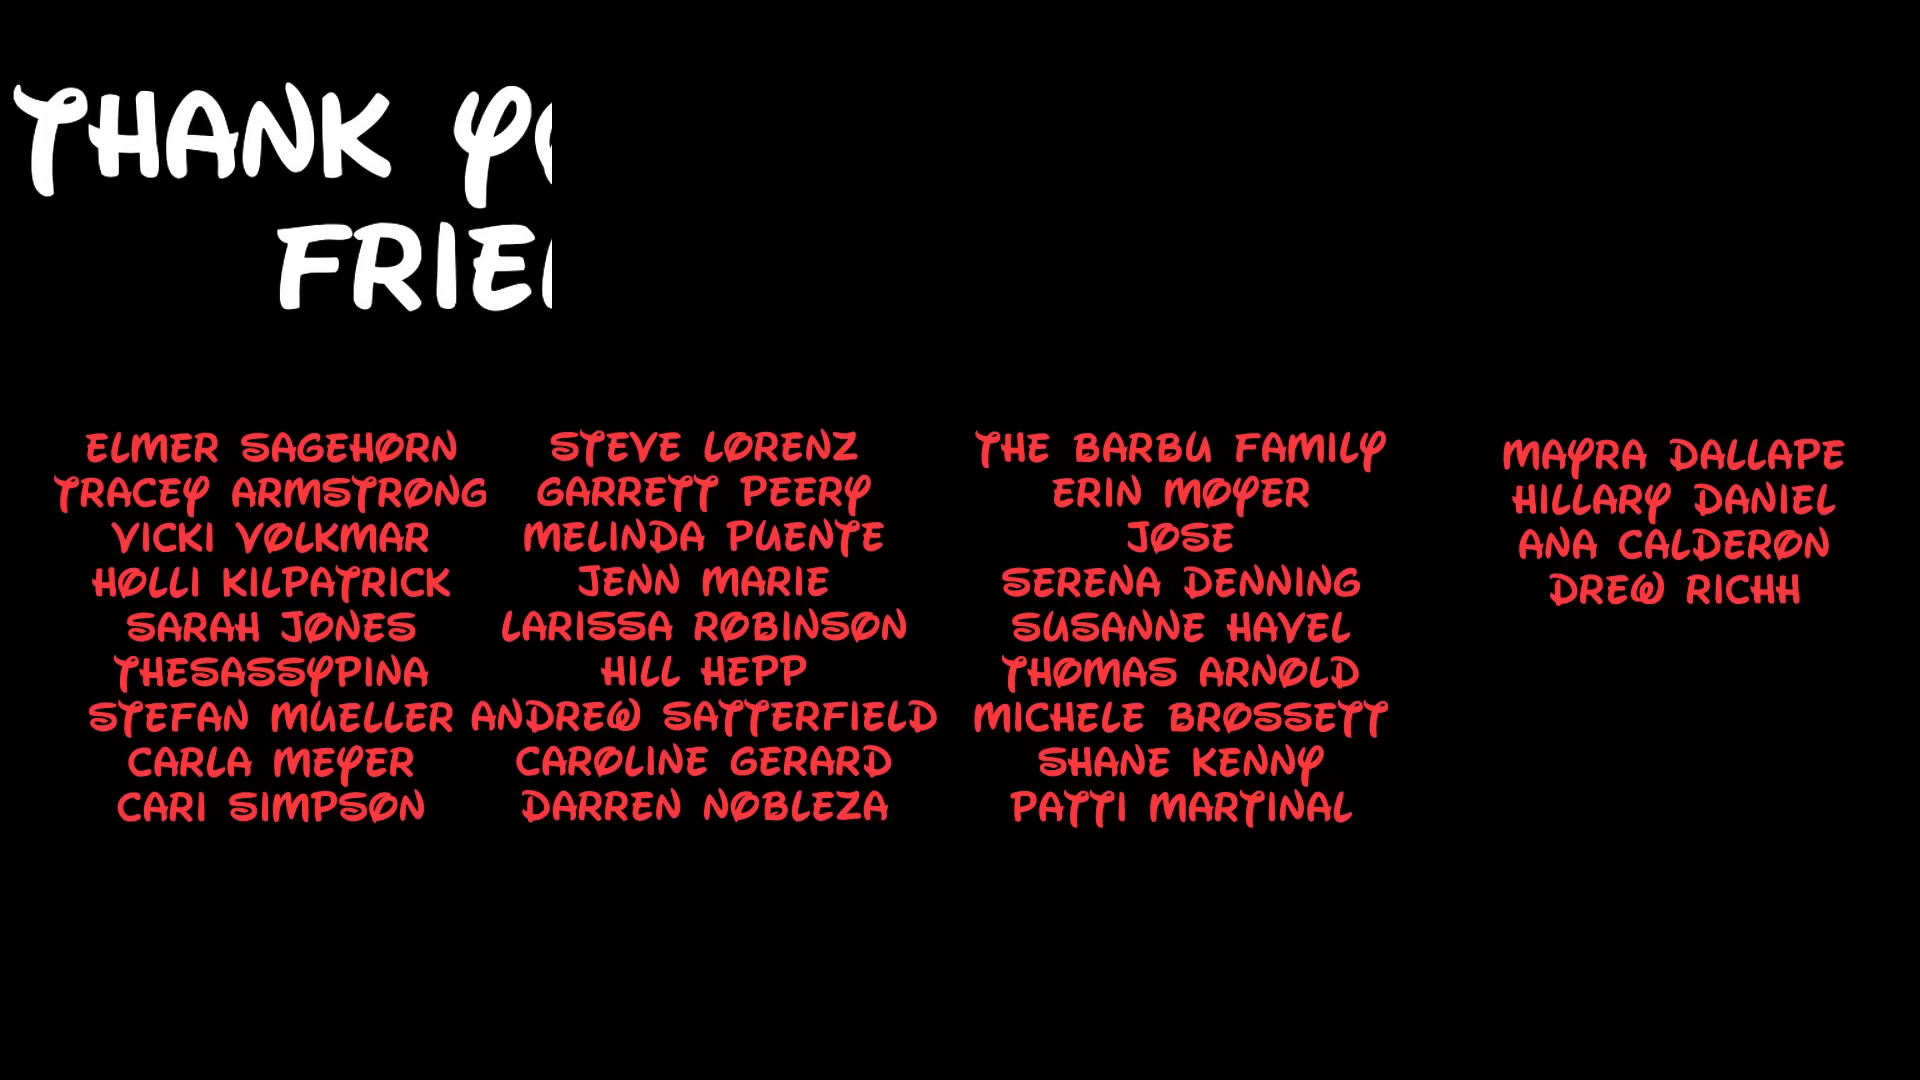 THANK YO
FRIE
ELMER SAGEHORN
TRACEY ARMSTRONG
VICKI VOLKMAR
HOLLI KILPATRICK
SARAH JONES
THESASSYPINA
STEFAN MUELLER
CARLA MEYER
CARI SIMPSON
STEVE LORENZ
GARRETT PEERY
MELINDA PUENTE
JENN MARIE
LARISSA ROBINSON
HILL HEPP
ANDREW SATTERFIELD
CAROLINE GERARD
DARREN NOBLEZA
THE BARBU FAMILY
ERIN MOYER
JOSE
SERENA DENNING
SUSANNE HAVEL
THOMAS ARNOLD
MICHELE BROSSETT
SHANE KENNY
PATTI MARTINAL
MAYRA DALLAPE
HILLARY DANIEL
ANA CALDERON
DREW RICHH